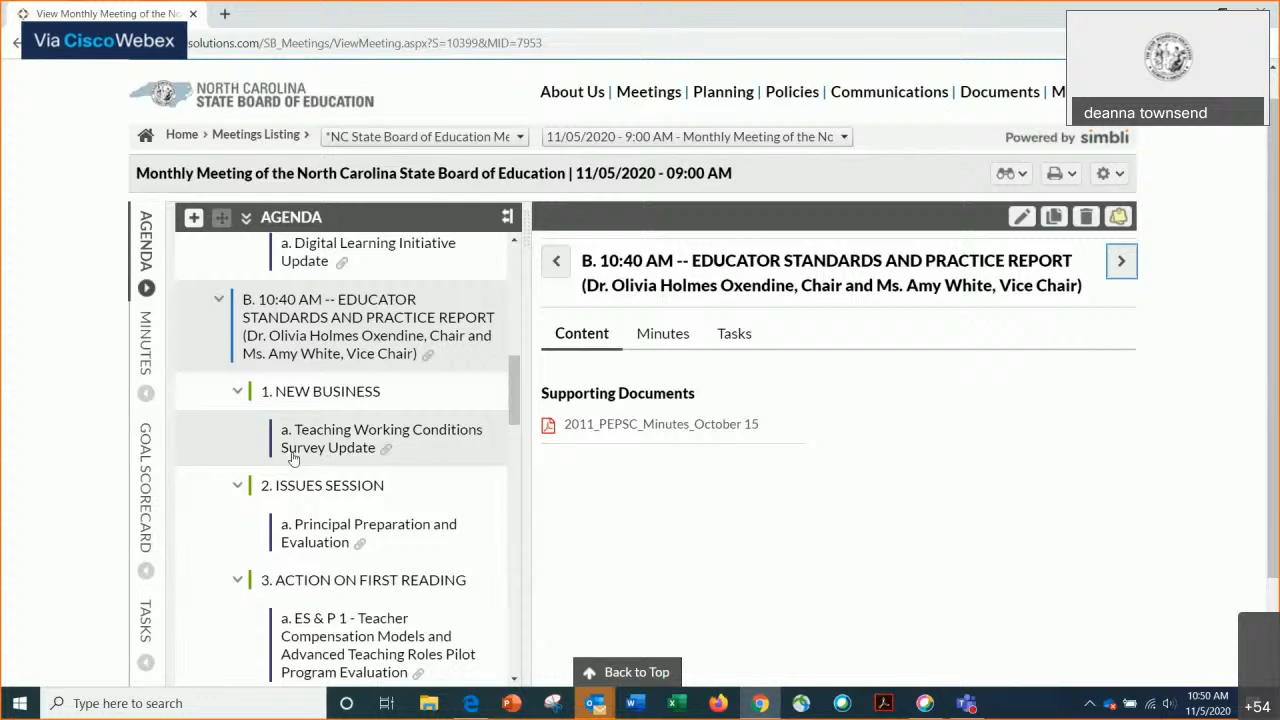 View Monthly Meeting of the No
Via Cisco Webex
solutions.com/SB_Meetings/ViewMeeting.aspx?S=10399&MID=7953
deanna townsend
NORTH CAROLINA
STATE BOARD OF EDUCATION
About Us | Meetings | Planning | Policies | Communications | Documents | M
Home > Meetings Listing >
*NC State Board of Education Me
11/05/2020 - 9:00 AM - Monthly Meeting of the Nc
Powered by simbli
Monthly Meeting of the North Carolina State Board of Education | 11/05/2020 - 09:00 AM
AGENDA
MINUTES
GOAL SCORECARD
TASKS
AGENDA
a. Digital Learning Initiative
Update
B. 10:40 AM -- EDUCATOR
STANDARDS AND PRACTICE REPORT
(Dr. Olivia Holmes Oxendine, Chair and
Ms. Amy White, Vice Chair)
1. NEW BUSINESS
a. Teaching Working Conditions
Survey Update
2. ISSUES SESSION
a. Principal Preparation and
Evaluation
3. ACTION ON FIRST READING
a. ES & P 1 - Teacher
Compensation Models and
Advanced Teaching Roles Pilot
Program Evaluation
B. 10:40 AM -- EDUCATOR STANDARDS AND PRACTICE REPORT
(Dr. Olivia Holmes Oxendine, Chair and Ms. Amy White, Vice Chair)
Content
Minutes
Tasks
Supporting Documents
2011_PEPSC_Minutes_October 15
Back to Top
Type here to search
10:50 AM
11/5/2020
+54